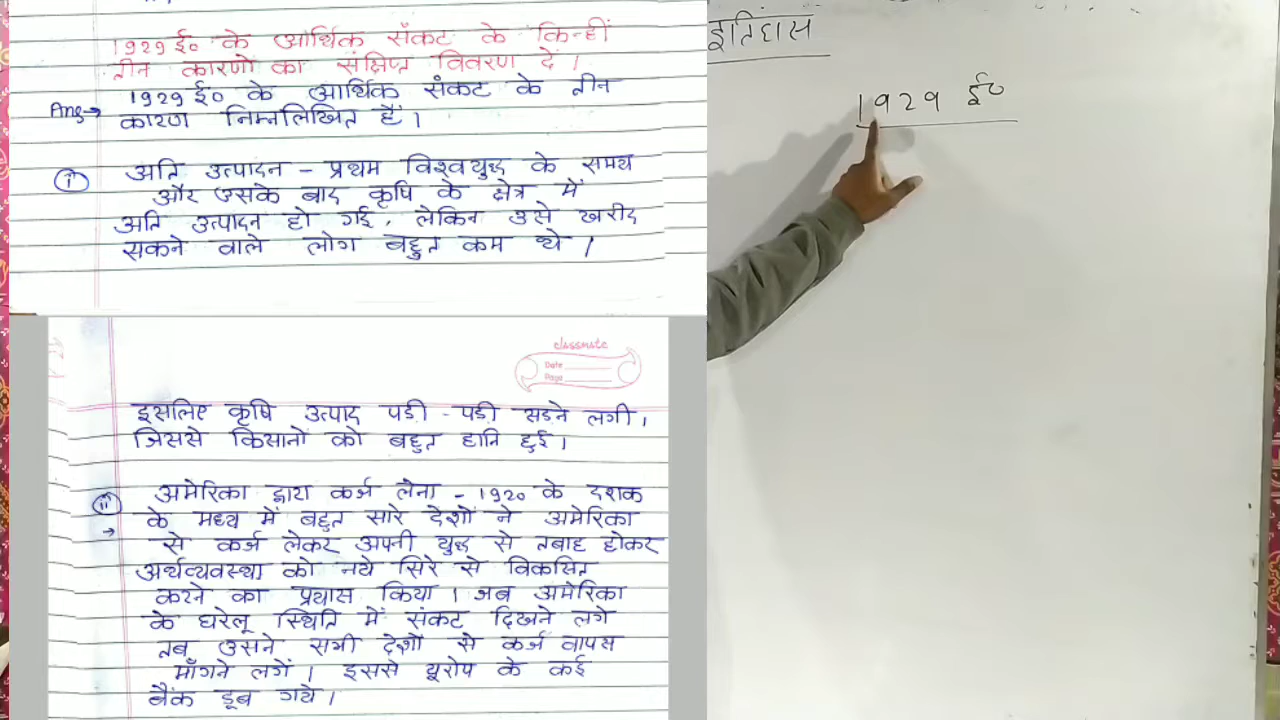 1929 ई० के आर्थिक संकट के किन्हीं
तीन कारणों का संक्षिप्त विवरण दें।
Ans→ 1929 ई० के आर्थिक संकट के तीन
कारण निम्नलिखित हैं।
(i) अति उत्पादन - प्रथम विश्वयुद्ध के समय
और उसके बाद कृषि के क्षेत्र में
अति उत्पादन हो गई, लेकिन उसे खरीद
सकने वाले लोग बहुत कम थे।
classmate
Date
Page
इसलिए कृषि उत्पाद पडी - पडी सडने लगी,
जिससे किसानों को बहुत हानि हुई।
(ii) अमेरिका द्वारा कर्ज लेना - 1920 के दशक
→ के मध्य में बहुत सारे देशों ने अमेरिका
से कर्ज लेकर अपनी युद्ध से तबाह होकर
अर्थव्यवस्था को नये सिरे से विकसित
करने का प्रयास किया। जब अमेरिका
के घरेलू स्थिति में संकट दिखने लगे
तब उसने सभी देशों से कर्ज वापस
माँगने लगें। इससे यूरोप के कई
बैंक डूब गये।
इतिहास
1929 ई०